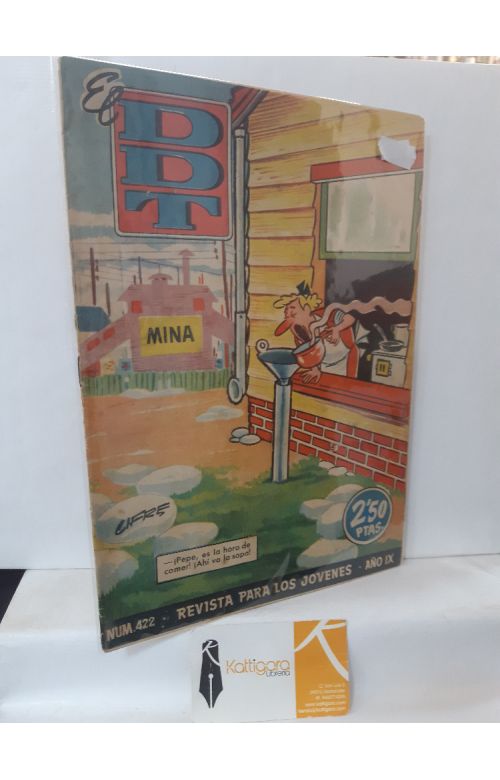 El
DDT
MINA
CIFRÉ
—¡Pepe, es la hora de
comer! ¡Ahí va la sopa!
2'50
PTAS.
NUM. 422 : REVISTA PARA LOS JOVENES - AÑO IX
Kattigara
Librería